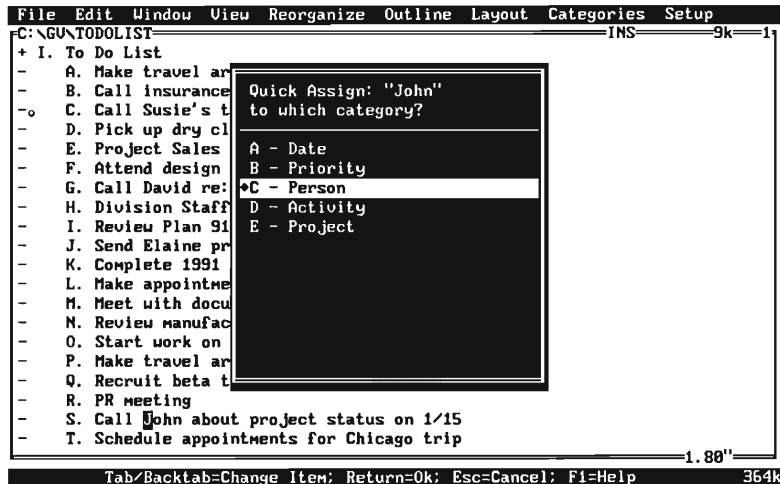 File Edit Window View Reorganize Outline Layout Categories Setup
C:\GV\TODOLIST INS 9k 1
+ I. To Do List
- A. Make travel ar
- B. Call insurance
- C. Call Susie's t
- D. Pick up dry cl
- E. Project Sales
- F. Attend design
- G. Call David re:
- H. Division Staff
- I. Review Plan 91
- J. Send Elaine pr
- K. Complete 1991
- L. Make appointme
- M. Meet with docu
- N. Review manufac
- O. Start work on
- P. Make travel ar
- Q. Recruit beta t
- R. PR meeting
- S. Call John about project status on 1/15
- T. Schedule appointments for Chicago trip
Quick Assign: "John"
to which category?
A - Date
B - Priority
◆C - Person
D - Activity
E - Project
1.80"
Tab/Backtab=Change Item; Return=Ok; Esc=Cancel; F1=Help 364k